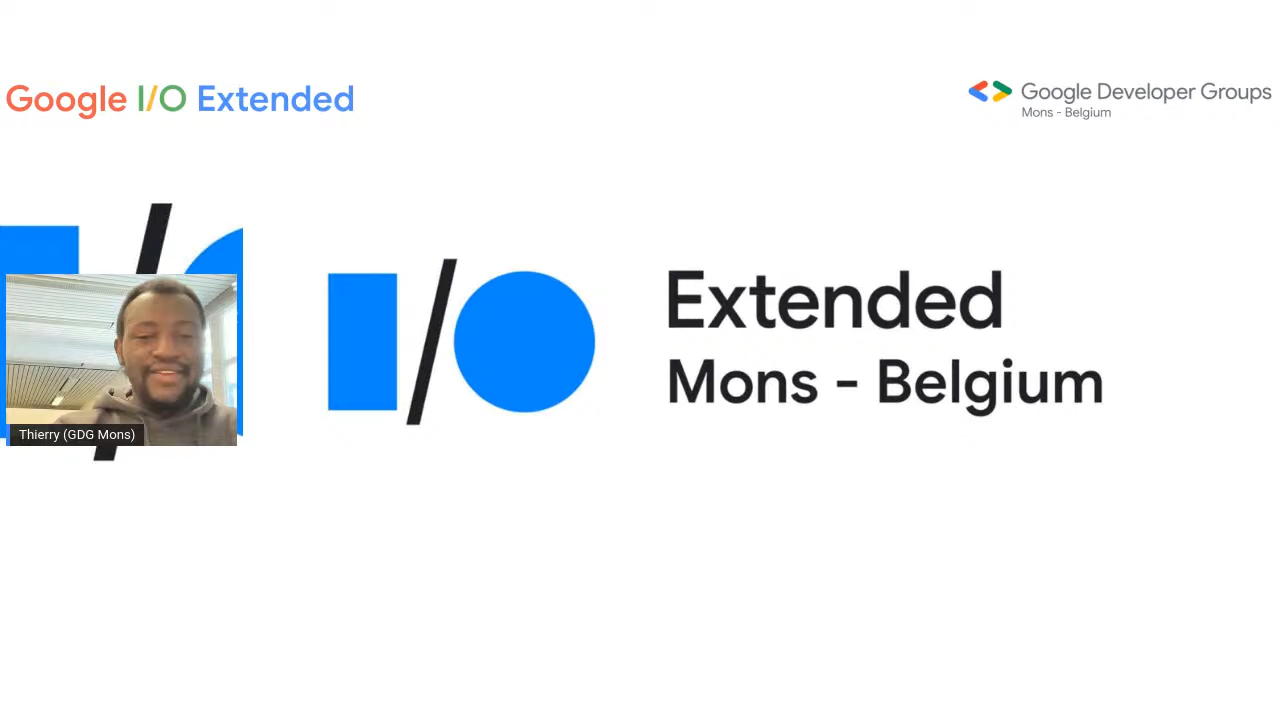 Google I/O Extended
Google Developer Groups
Mons - Belgium
I/O
Extended
Mons - Belgium
Thierry (GDG Mons)